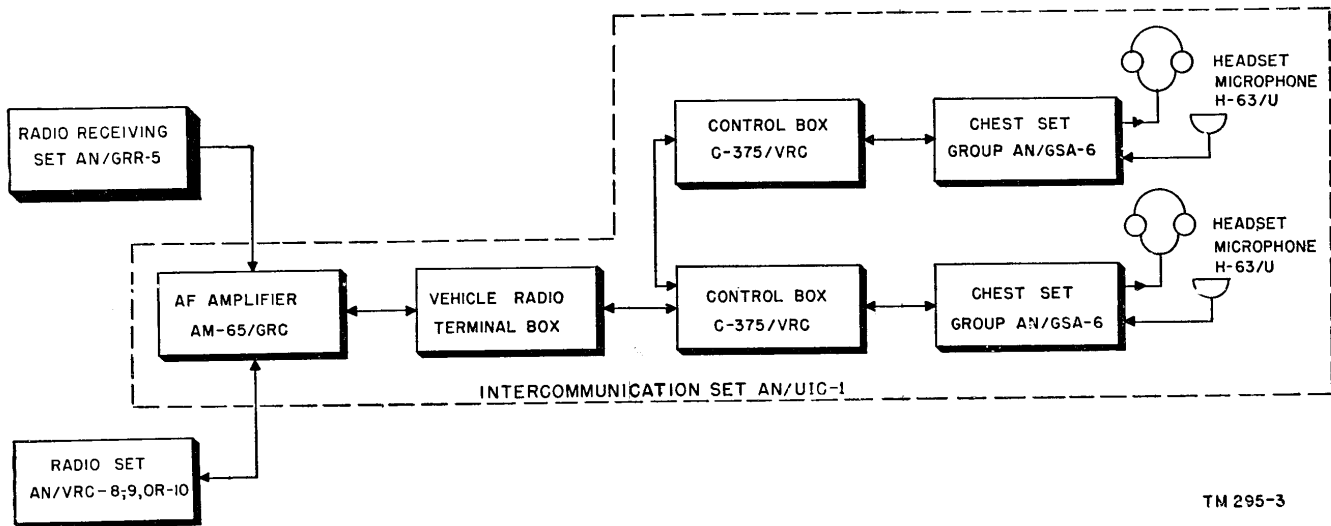 RADIO RECEIVING
SET AN/GRR-5
CONTROL BOX
C-375/VRC
CHEST SET
GROUP AN/GSA-6
HEADSET
MICROPHONE
H-63/U
AF AMPLIFIER
AM-65/GRC
VEHICLE RADIO
TERMINAL BOX
CONTROL BOX
C-375/VRC
CHEST SET
GROUP AN/GSA-6
HEADSET
MICROPHONE
H-63/U
INTERCOMMUNICATION SET AN/UIC-1
RADIO SET
AN/VRC-8,-9,OR-10
TM 295-3